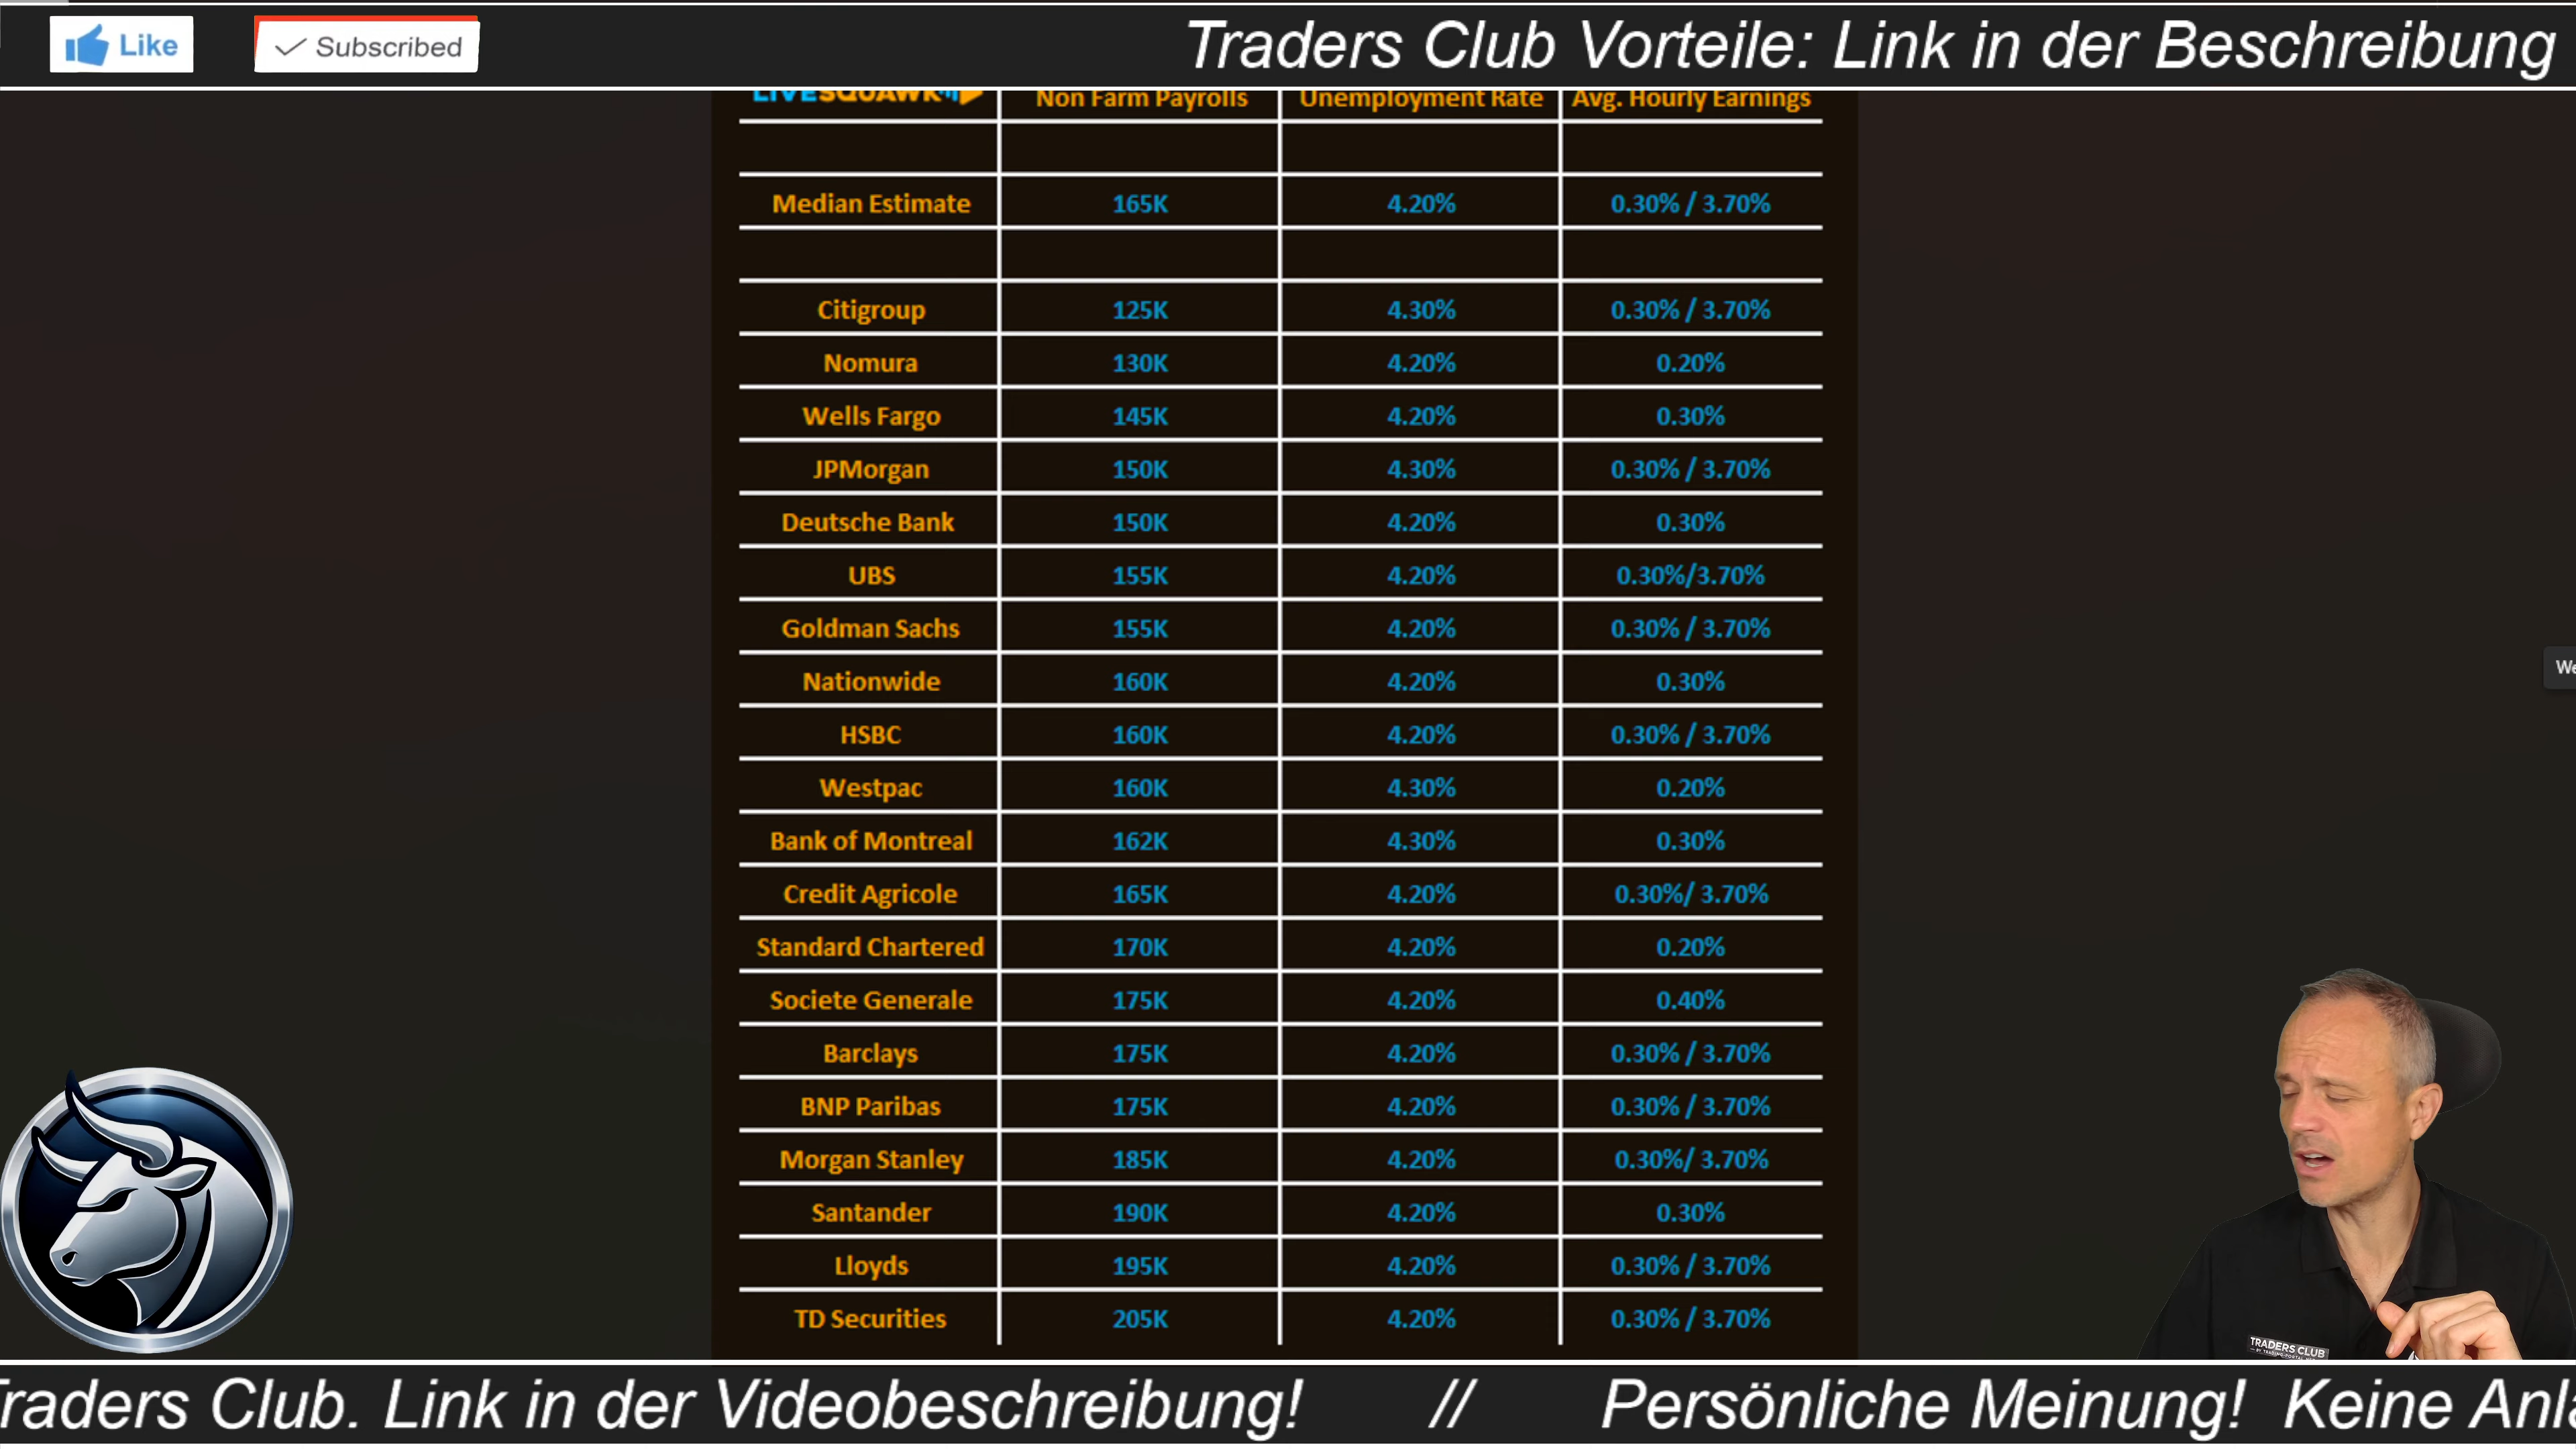 Like
Subscribed
Traders Club Vorteile: Link in der Beschreibung
LIVESQUAWK Non Farm Payrolls Unemployment Rate Avg. Hourly Earnings
Median Estimate 165K 4.20% 0.30% / 3.70%
Citigroup 125K 4.30% 0.30% / 3.70%
Nomura 130K 4.20% 0.20%
Wells Fargo 145K 4.20% 0.30%
JPMorgan 150K 4.30% 0.30% / 3.70%
Deutsche Bank 150K 4.20% 0.30%
UBS 155K 4.20% 0.30%/3.70%
Goldman Sachs 155K 4.20% 0.30% / 3.70%
Nationwide 160K 4.20% 0.30%
HSBC 160K 4.20% 0.30% / 3.70%
Westpac 160K 4.30% 0.20%
Bank of Montreal 162K 4.30% 0.30%
Credit Agricole 165K 4.20% 0.30%/ 3.70%
Standard Chartered 170K 4.20% 0.20%
Societe Generale 175K 4.20% 0.40%
Barclays 175K 4.20% 0.30% / 3.70%
BNP Paribas 175K 4.20% 0.30% / 3.70%
Morgan Stanley 185K 4.20% 0.30%/ 3.70%
Santander 190K 4.20% 0.30%
Lloyds 195K 4.20% 0.30% / 3.70%
TD Securities 205K 4.20% 0.30% / 3.70%
We
TRADERS CLUB
raders Club. Link in der Videobeschreibung! // Persönliche Meinung! Keine Anla